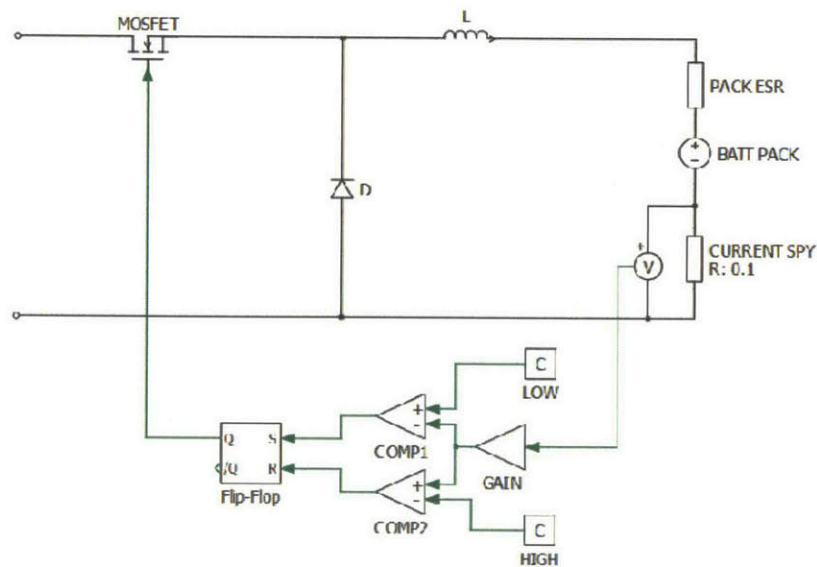 MOSFET
L
PACK ESR
+
-
BATT PACK
D
+
V
CURRENT SPY
R: 0.1
C
LOW
+
-
COMP1
GAIN
Q
S
/Q
R
Flip-Flop
+
-
COMP2
C
HIGH